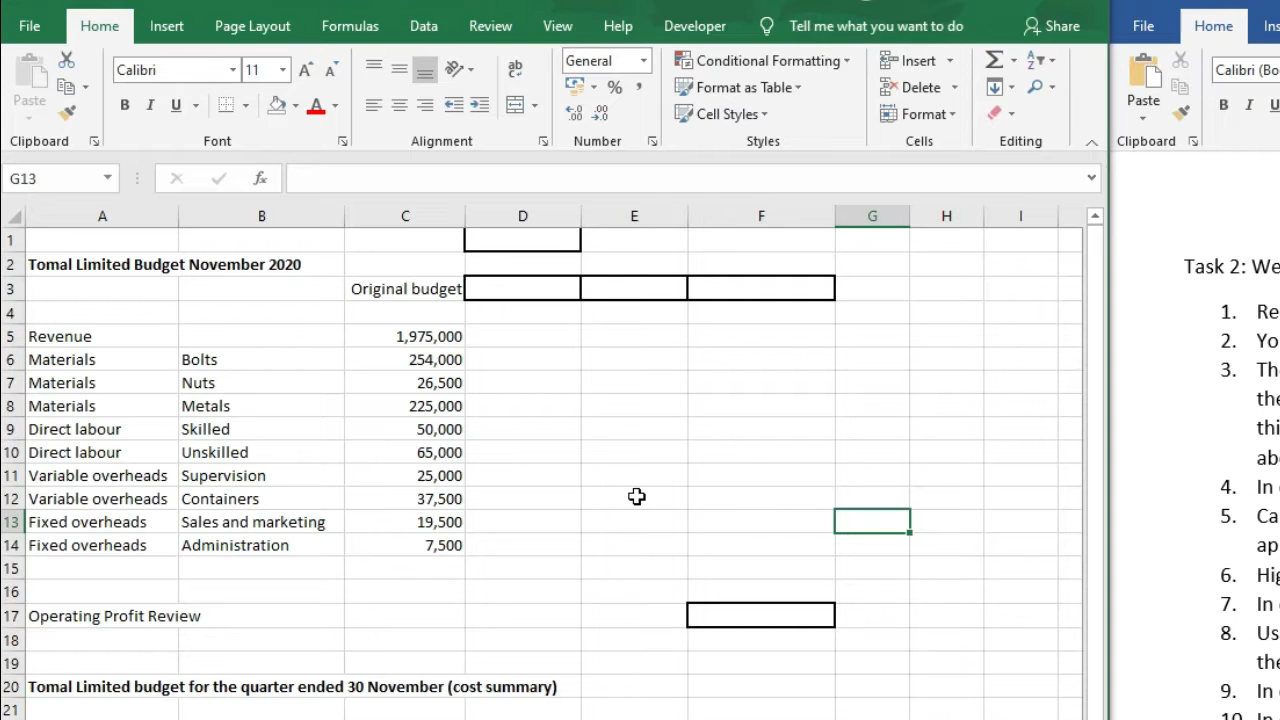 File Home Insert Page Layout Formulas Data Review View Help Developer Tell me what you want to do Share File Home
Calibri 11 General Conditional Formatting Insert Calibri (Bo
Paste B I U % , Format as Table Delete Paste B I U
Cell Styles Format
Clipboard Font Alignment Number Styles Cells Editing Clipboard
G13 fx
A B C D E F G H I
1
2 Tomal Limited Budget November 2020
3 Original budget
4
5 Revenue 1,975,000
6 Materials Bolts 254,000
7 Materials Nuts 26,500
8 Materials Metals 225,000
9 Direct labour Skilled 50,000
10 Direct labour Unskilled 65,000
11 Variable overheads Supervision 25,000
12 Variable overheads Containers 37,500
13 Fixed overheads Sales and marketing 19,500
14 Fixed overheads Administration 7,500
15
16
17 Operating Profit Review
18
19
20 Tomal Limited budget for the quarter ended 30 November (cost summary)
21
Task 2: We
1. Re
2. Yo
3. The
the
thi
abo
4. In
5. Ca
ap
6. Hig
7. In
8. Us
the
9. In
10. In